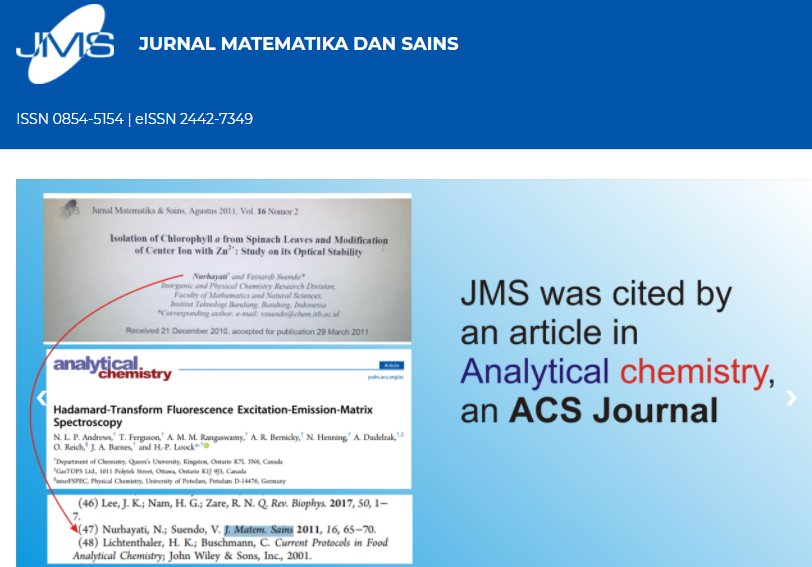 JMS
JURNAL MATEMATIKA DAN SAINS
ISSN 0854-5154 | eISSN 2442-7349
Jurnal Matematika & Sains, Agustus 2011, Vol. 16 Nomor 2
Isolation of Chlorophyll a from Spinach Leaves and Modification
of Center Ion with Zn²⁺: Study on its Optical Stability
Nurhayati† and Veinardi Suendo*
Inorganic and Physical Chemistry Research Division,
Faculty of Mathematics and Natural Sciences,
Institut Teknologi Bandung, Bandung, Indonesia
*Corresponding author, e-mail: vsuendo@chem.itb.ac.id
Received 21 December 2010, accepted for publication 29 March 2011
analytical
chemistry
Article
pubs.acs.org/ac
Hadamard-Transform Fluorescence Excitation-Emission-Matrix
Spectroscopy
N. L. P. Andrews,† T. Ferguson,† A. M. M. Rangaswamy,† A. R. Bernicky,† N. Henning,† A. Dudelzak,†,‡
O. Reich,§ J. A. Barnes,† and H.-P. Loock*,†
†Department of Chemistry, Queen's University, Kingston, Ontario K7L 3N6, Canada
‡GasTOPS Ltd., 1011 Polytek Street, Ottawa, Ontario K1J 9J3, Canada
§innoFSPEC, Physical Chemistry, University of Potsdam, Potsdam D-14476, Germany
(46) Lee, J. K.; Nam, H. G.; Zare, R. N. Q. Rev. Biophys. 2017, 50, 1−
7.
(47) Nurhayati, N.; Suendo, V. J. Matem. Sains 2011, 16, 65−70.
(48) Lichtenthaler, H. K.; Buschmann, C. Current Protocols in Food
Analytical Chemistry; John Wiley & Sons, Inc., 2001.
JMS was cited by
an article in
Analytical chemistry,
an ACS Journal